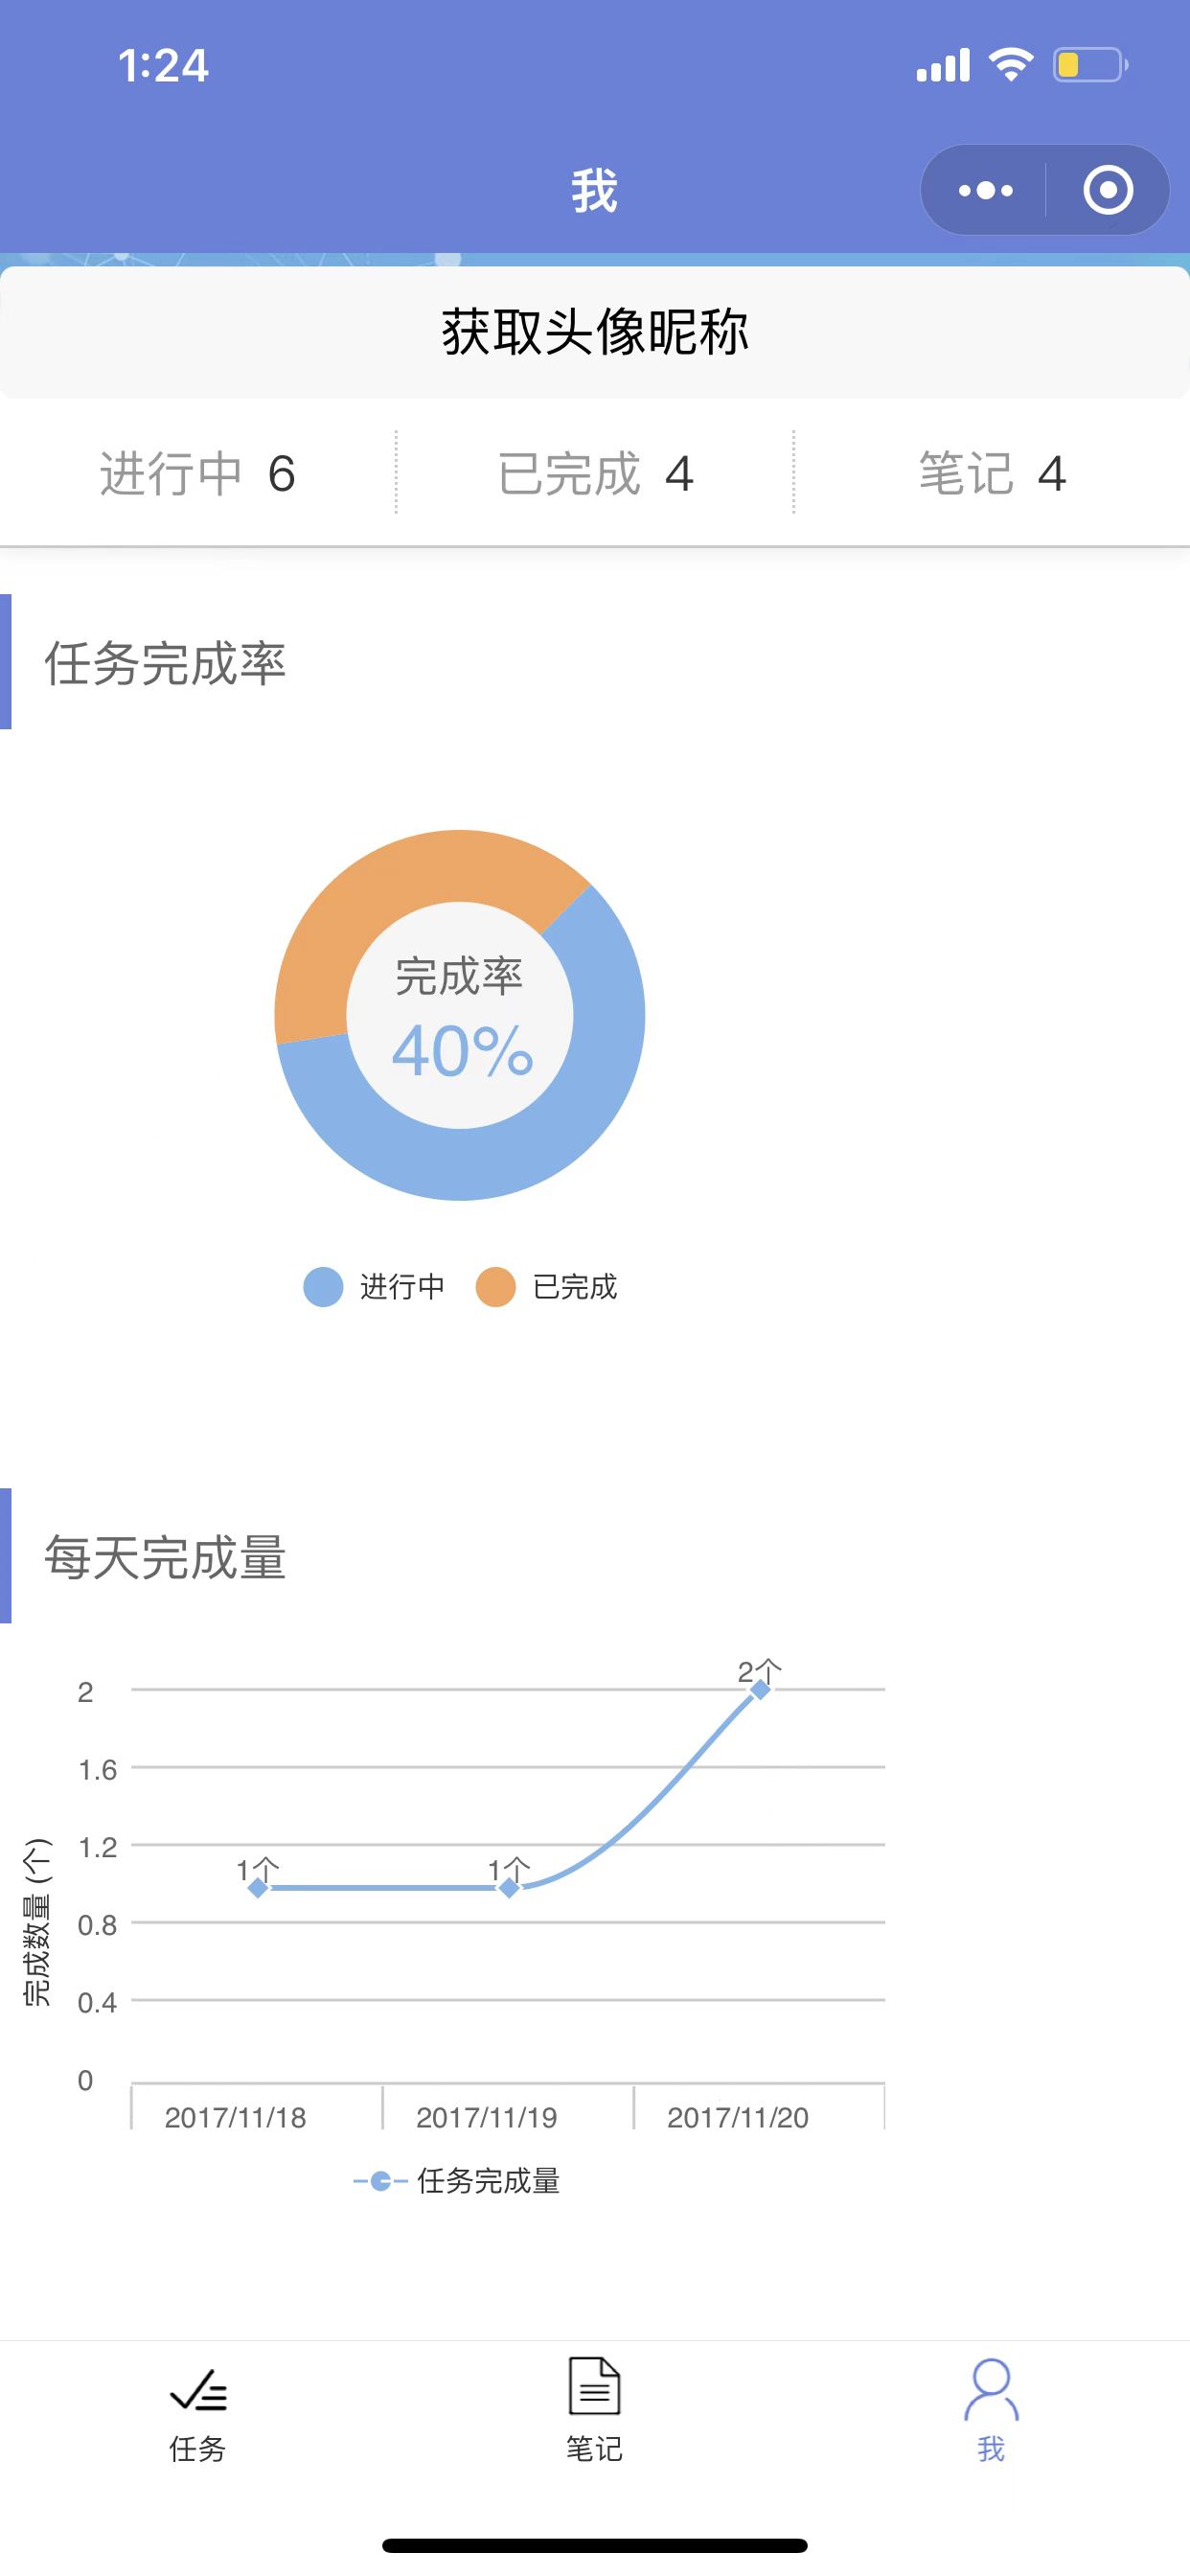 1:24
我
获取头像昵称
进行中 6
已完成 4
笔记 4
任务完成率
完成率
40%
进行中
已完成
每天完成量
完成数量 (个)
2
1.6
1.2
0.8
0.4
0
1个
1个
2个
2017/11/18
2017/11/19
2017/11/20
任务完成量
任务
笔记
我